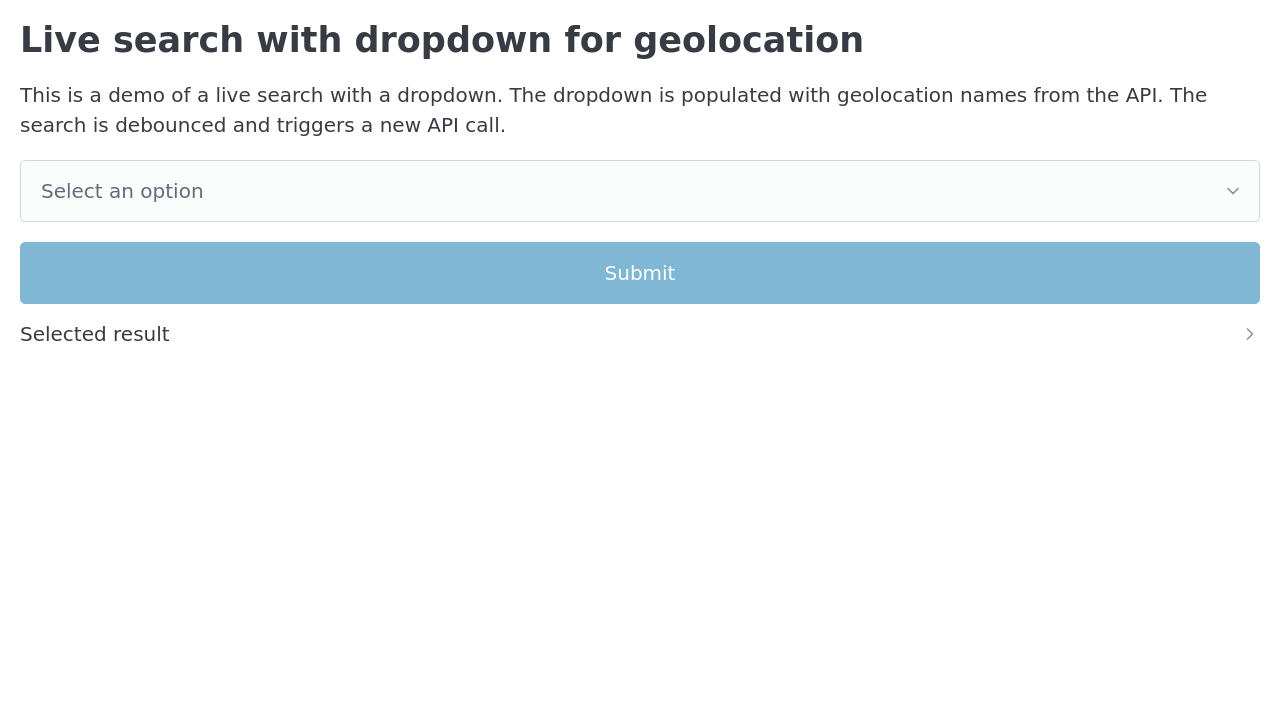 Live search with dropdown for geolocation
This is a demo of a live search with a dropdown. The dropdown is populated with geolocation names from the API. The
search is debounced and triggers a new API call.
Select an option
Submit
Selected result